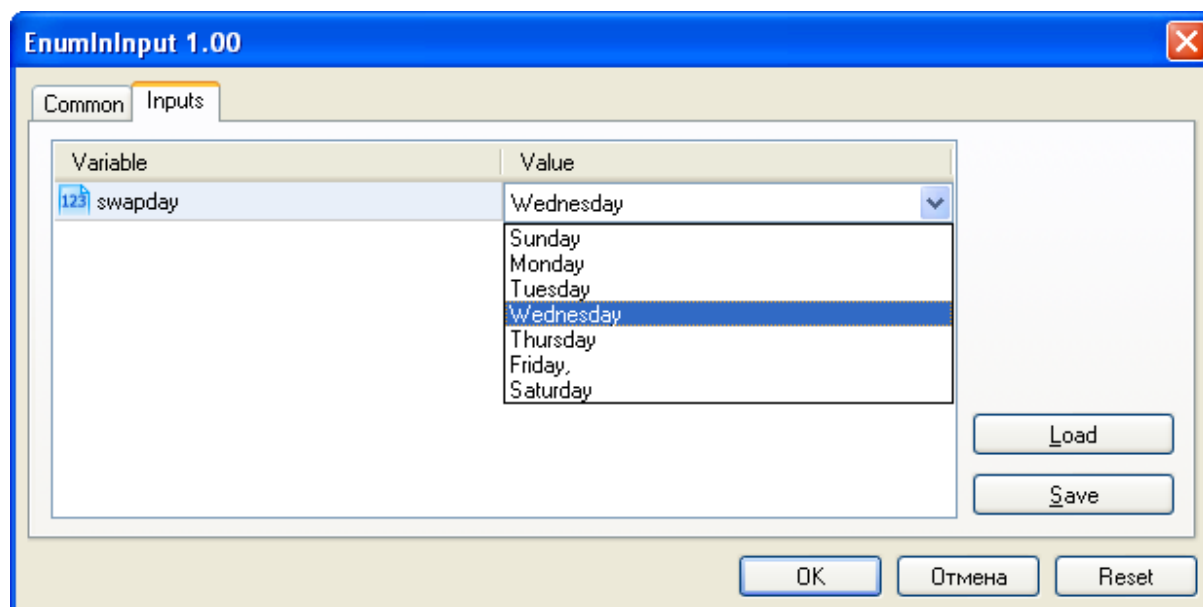 EnumInInput 1.00
Common Inputs
Variable Value
123 swapday Wednesday
Sunday
Monday
Tuesday
Wednesday
Thursday
Friday,
Saturday
Load
Save
OK Отмена Reset